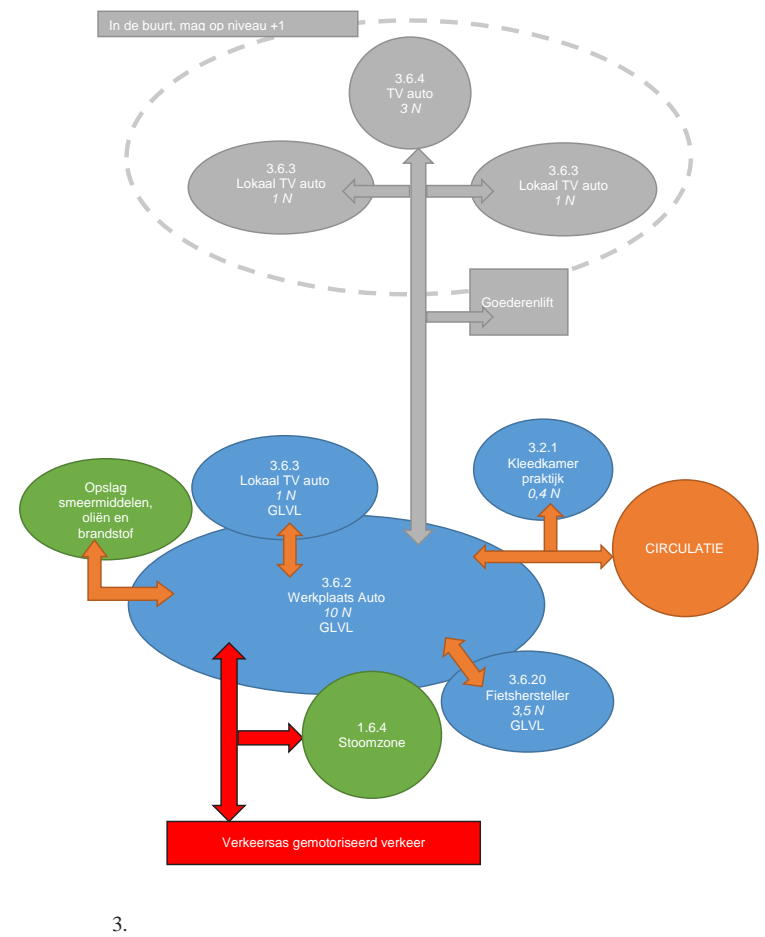 In de buurt, mag op niveau +1
3.6.4
TV auto
3 N
3.6.3
Lokaal TV auto
1 N
3.6.3
Lokaal TV auto
1 N
Goederenlift
3.2.1
Kleedkamer
praktijk
0,4 N
3.6.3
Lokaal TV auto
1 N
GLVL
Opslag
smeermiddelen,
oliën en
brandstof
CIRCULATIE
3.6.2
Werkplaats Auto
10 N
GLVL
3.6.20
Fietshersteller
3,5 N
GLVL
1.6.4
Stoomzone
Verkeersas gemotoriseerd verkeer
3.